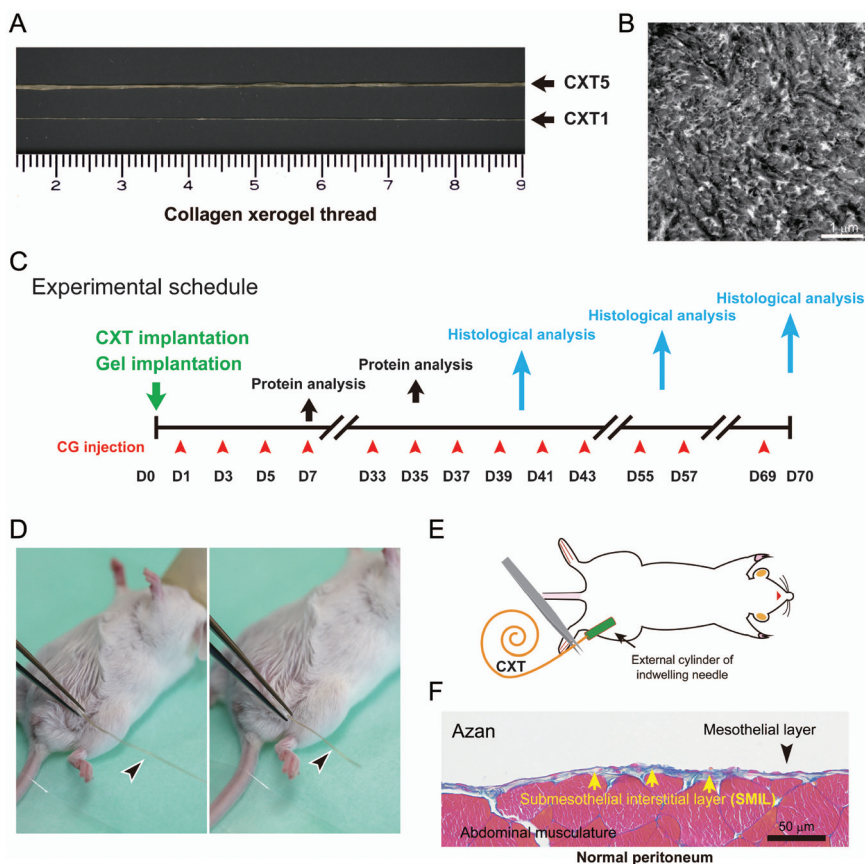 A
CXT5
CXT1
2 3 4 5 6 7 8 9
Collagen xerogel thread
B
1 μm
C
Experimental schedule
CXT implantation
Gel implantation
Protein analysis
Protein analysis
Histological analysis
Histological analysis
Histological analysis
CG injection
D0 D1 D3 D5 D7 D33 D35 D37 D39 D41 D43 D55 D57 D69 D70
D
E
CXT
External cylinder of
indwelling needle
F
Azan
Mesothelial layer
Submesothelial interstitial layer (SMIL)
Abdominal musculature
50 μm
Normal peritoneum